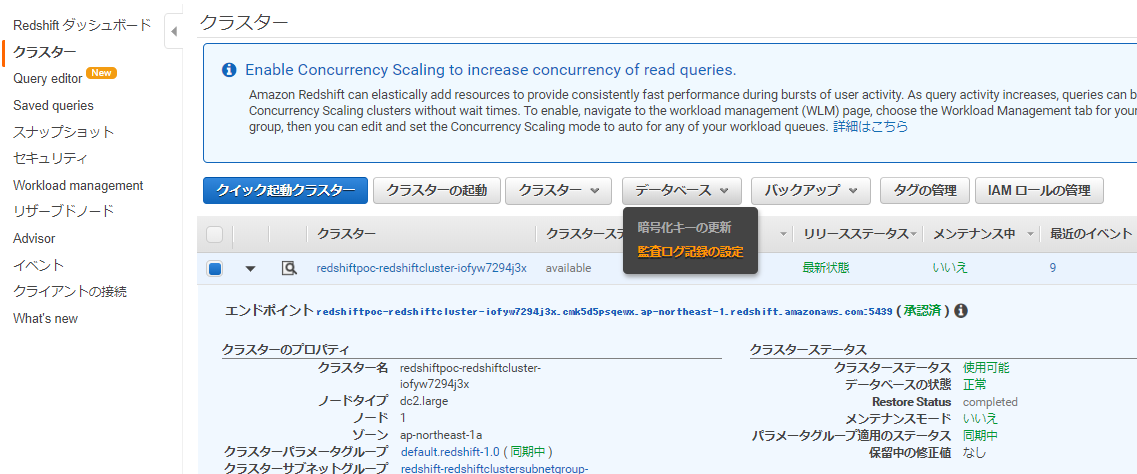 Redshift ダッシュボード
クラスター
Query editor New
Saved queries
スナップショット
セキュリティ
Workload management
リザーブドノード
Advisor
イベント
クライアントの接続
What's new
クラスター
Enable Concurrency Scaling to increase concurrency of read queries.
Amazon Redshift can elastically add resources to provide consistently fast performance during bursts of user activity. As query activity increases, queries can b
Concurrency Scaling clusters without wait times. To enable, navigate to the workload management (WLM) page, choose the Workload Management tab for your
group, then you can edit and set the Concurrency Scaling mode to auto for any of your workload queues. 詳細はこちら
クイック起動クラスター クラスターの起動 クラスター データベース バックアップ タグの管理 IAM ロールの管理
暗号化キーの更新
監査ログ記録の設定
クラスター クラスターステ リリースステータス メンテナンス中 最近のイベント
redshiftpoc-redshiftcluster-iofyw7294j3x available 最新状態 いいえ 9
エンドポイント redshiftpoc-redshiftcluster-iofyw7294j3x.cmk5d5psqewx.ap-northeast-1.redshift.amazonaws.com:5439 ( 承認済 )
クラスターのプロパティ
クラスター名 redshiftpoc-redshiftcluster-
iofyw7294j3x
ノードタイプ dc2.large
ノード 1
ゾーン ap-northeast-1a
クラスターパラメータグループ default.redshift-1.0 ( 同期中 )
クラスターサブネットグループ redshift-redshiftclustersubnetgroup-
クラスターステータス
クラスターステータス 使用可能
データベースの状態 正常
Restore Status completed
メンテナンスモード いいえ
パラメータグループ適用のステータス 同期中
保留中の修正値 なし